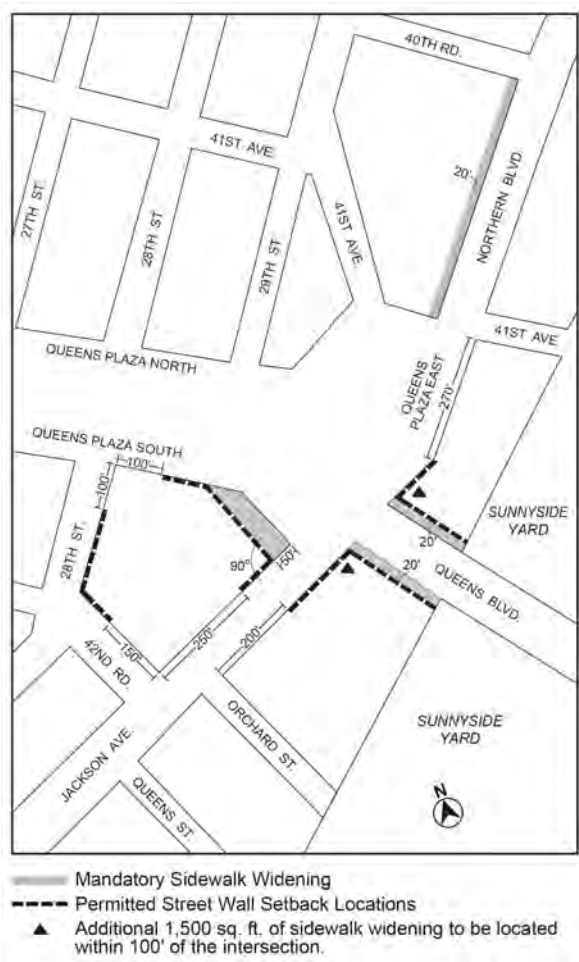 40TH RD.
41ST AVE.
20'
NORTHERN BLVD.
27TH ST.
28TH ST
29TH ST
41ST AVE.
41ST AVE
QUEENS PLAZA NORTH
QUEENS
PLAZA EAST
270'
QUEENS PLAZA SOUTH
100'
100'
SUNNYSIDE
YARD
28TH ST.
90°
50'
20'
20'
QUEENS BLVD.
150'
250'
200'
42ND RD.
ORCHARD ST.
SUNNYSIDE
YARD
JACKSON AVE.
QUEENS ST.
N
Mandatory Sidewalk Widening
Permitted Street Wall Setback Locations
Additional 1,500 sq. ft. of sidewalk widening to be located
within 100' of the intersection.